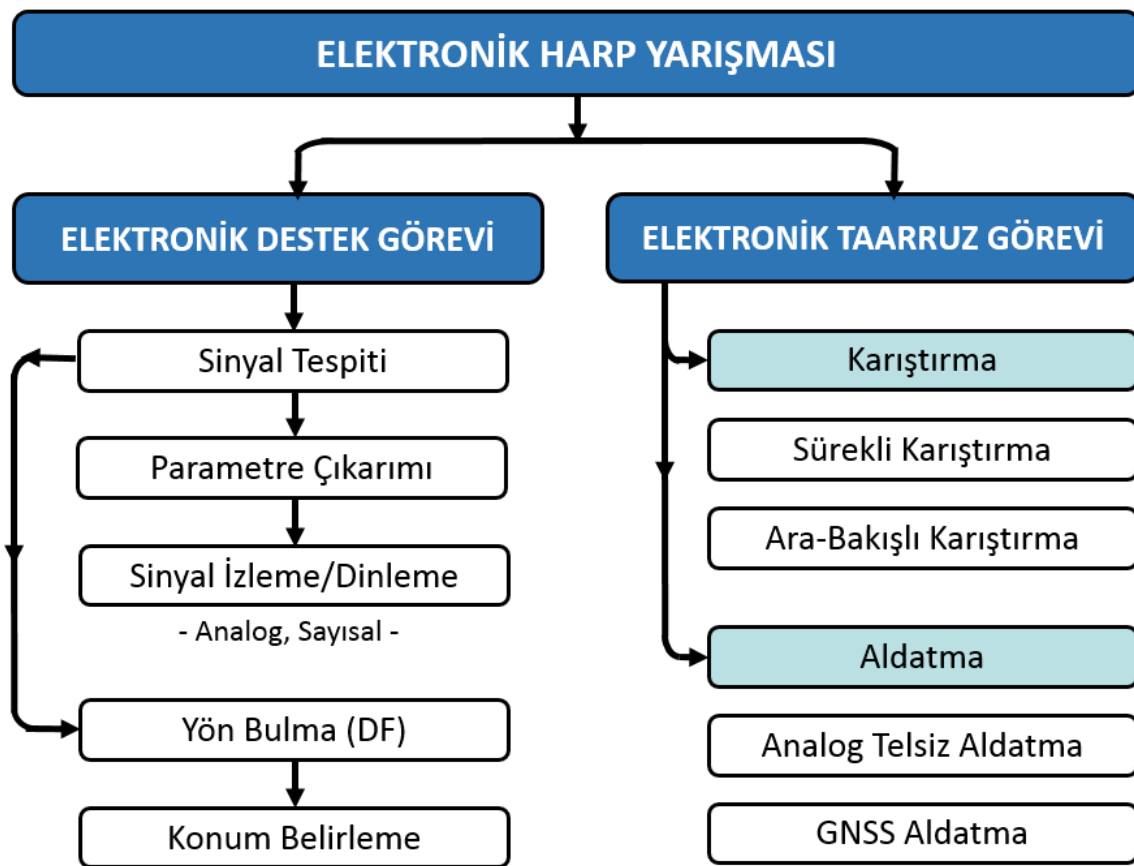 ELEKTRONİK HARP YARIŞMASI
ELEKTRONİK DESTEK GÖREVİ
Sinyal Tespiti
Parametre Çıkarımı
Sinyal İzleme/Dinleme
- Analog, Sayısal -
Yön Bulma (DF)
Konum Belirleme
ELEKTRONİK TAARRUZ GÖREVİ
Karıştırma
Sürekli Karıştırma
Ara-Bakışlı Karıştırma
Aldatma
Analog Telsiz Aldatma
GNSS Aldatma